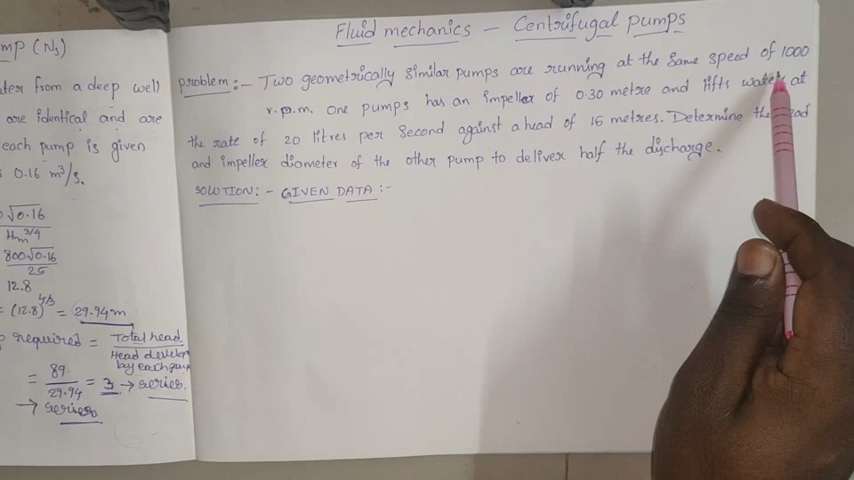 mp (Ns)
ater from a deep well
are identical and are
each pump is given
0.16 m³/s.
√0.16
Hm^3/4
800√0.16
25
12.8
= (12.8)^4/3 = 29.94m
required = Total head
Head develop
by each pump
= 89 / 29.94 = 3 → series.
→ series
Fluid mechanics - Centrifugal pumps
problem:- Two geometrically similar pumps are running at the same speed of 1000
r.p.m. One pumps has an impeller of 0.30 metre and lifts water at
the rate of 20 litres per second against a head of 15 metres. Determine the head
and impeller diameter of the other pump to deliver half the discharge.
SOLUTION:- GIVEN DATA:-